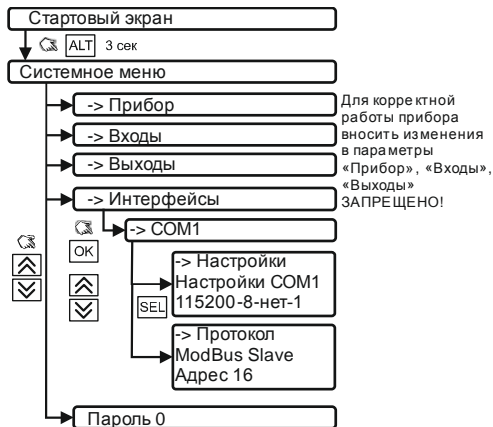 Стартовый экран
ALT 3 сек
Системное меню
-> Прибор
-> Входы
-> Выходы
Для корректной
работы прибора
вносить изменения
в параметры
«Прибор», «Входы»,
«Выходы»
ЗАПРЕЩЕНО!
-> Интерфейсы
OK
-> COM1
SEL
-> Настройки
Настройки COM1
115200-8-нет-1
-> Протокол
ModBus Slave
Адрес 16
Пароль 0